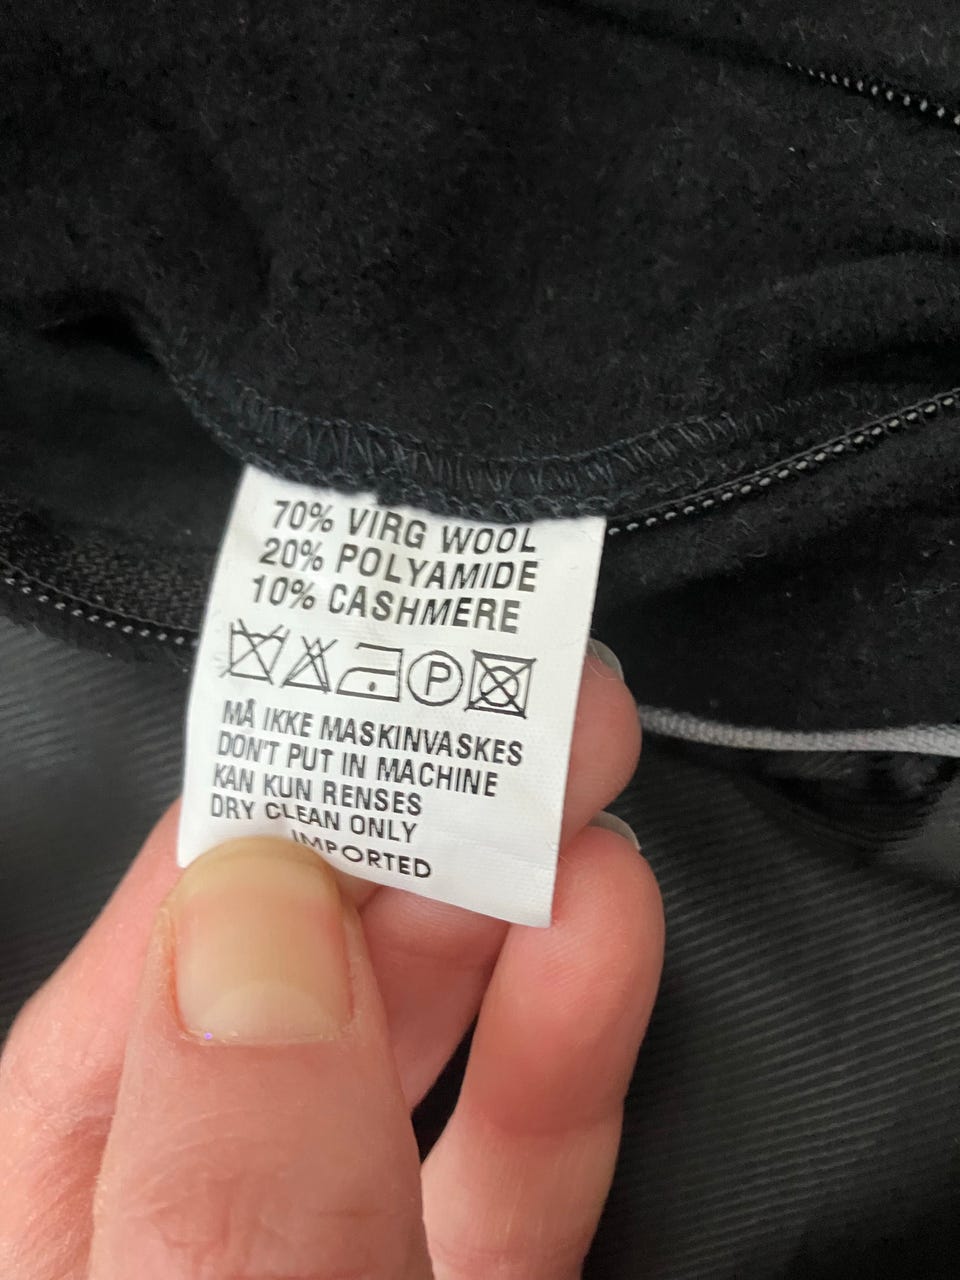 70% VIRG WOOL
20% POLYAMIDE
10% CASHMERE
P
MÅ IKKE MASKINVASKES
DON'T PUT IN MACHINE
KAN KUN RENSES
DRY CLEAN ONLY
IMPORTED